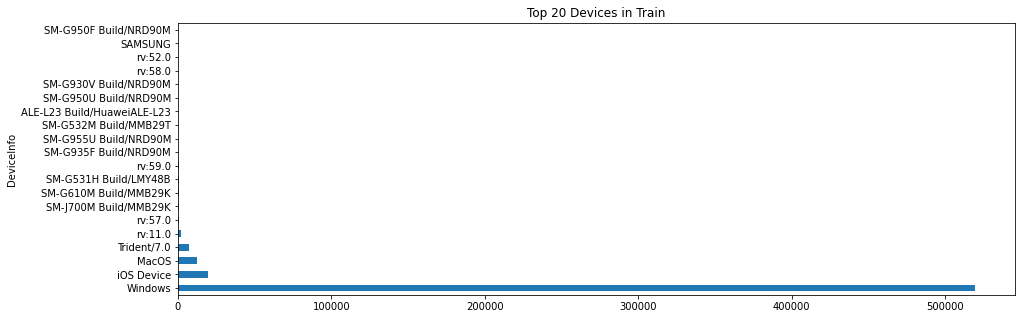 Top 20 Devices in Train
DeviceInfo
SM-G950F Build/NRD90M
SAMSUNG
rv:52.0
rv:58.0
SM-G930V Build/NRD90M
SM-G950U Build/NRD90M
ALE-L23 Build/HuaweiALE-L23
SM-G532M Build/MMB29T
SM-G955U Build/NRD90M
SM-G935F Build/NRD90M
rv:59.0
SM-G531H Build/LMY48B
SM-G610M Build/MMB29K
SM-J700M Build/MMB29K
rv:57.0
rv:11.0
Trident/7.0
MacOS
iOS Device
Windows
0 100000 200000 300000 400000 500000